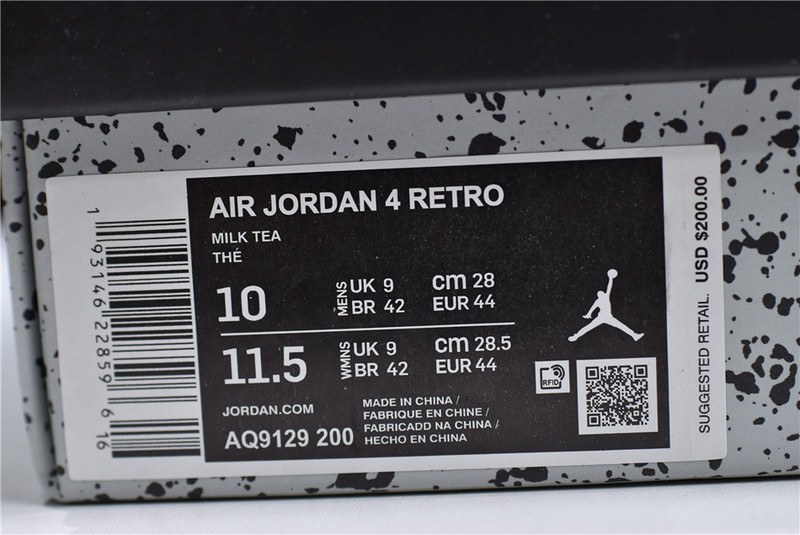 AIR JORDAN 4 RETRO
MILK TEA
THÉ
10 MENS UK 9 cm 28
BR 42 EUR 44
11.5 WMNS UK 9 cm 28.5
BR 42 EUR 44
JORDAN.COM
AQ9129 200
MADE IN CHINA /
FABRIQUE EN CHINE /
FABRICADD NA CHINA /
HECHO EN CHINA
RFID
SUGGESTED RETAIL. USD $200.00
1 93146 22859 6 16